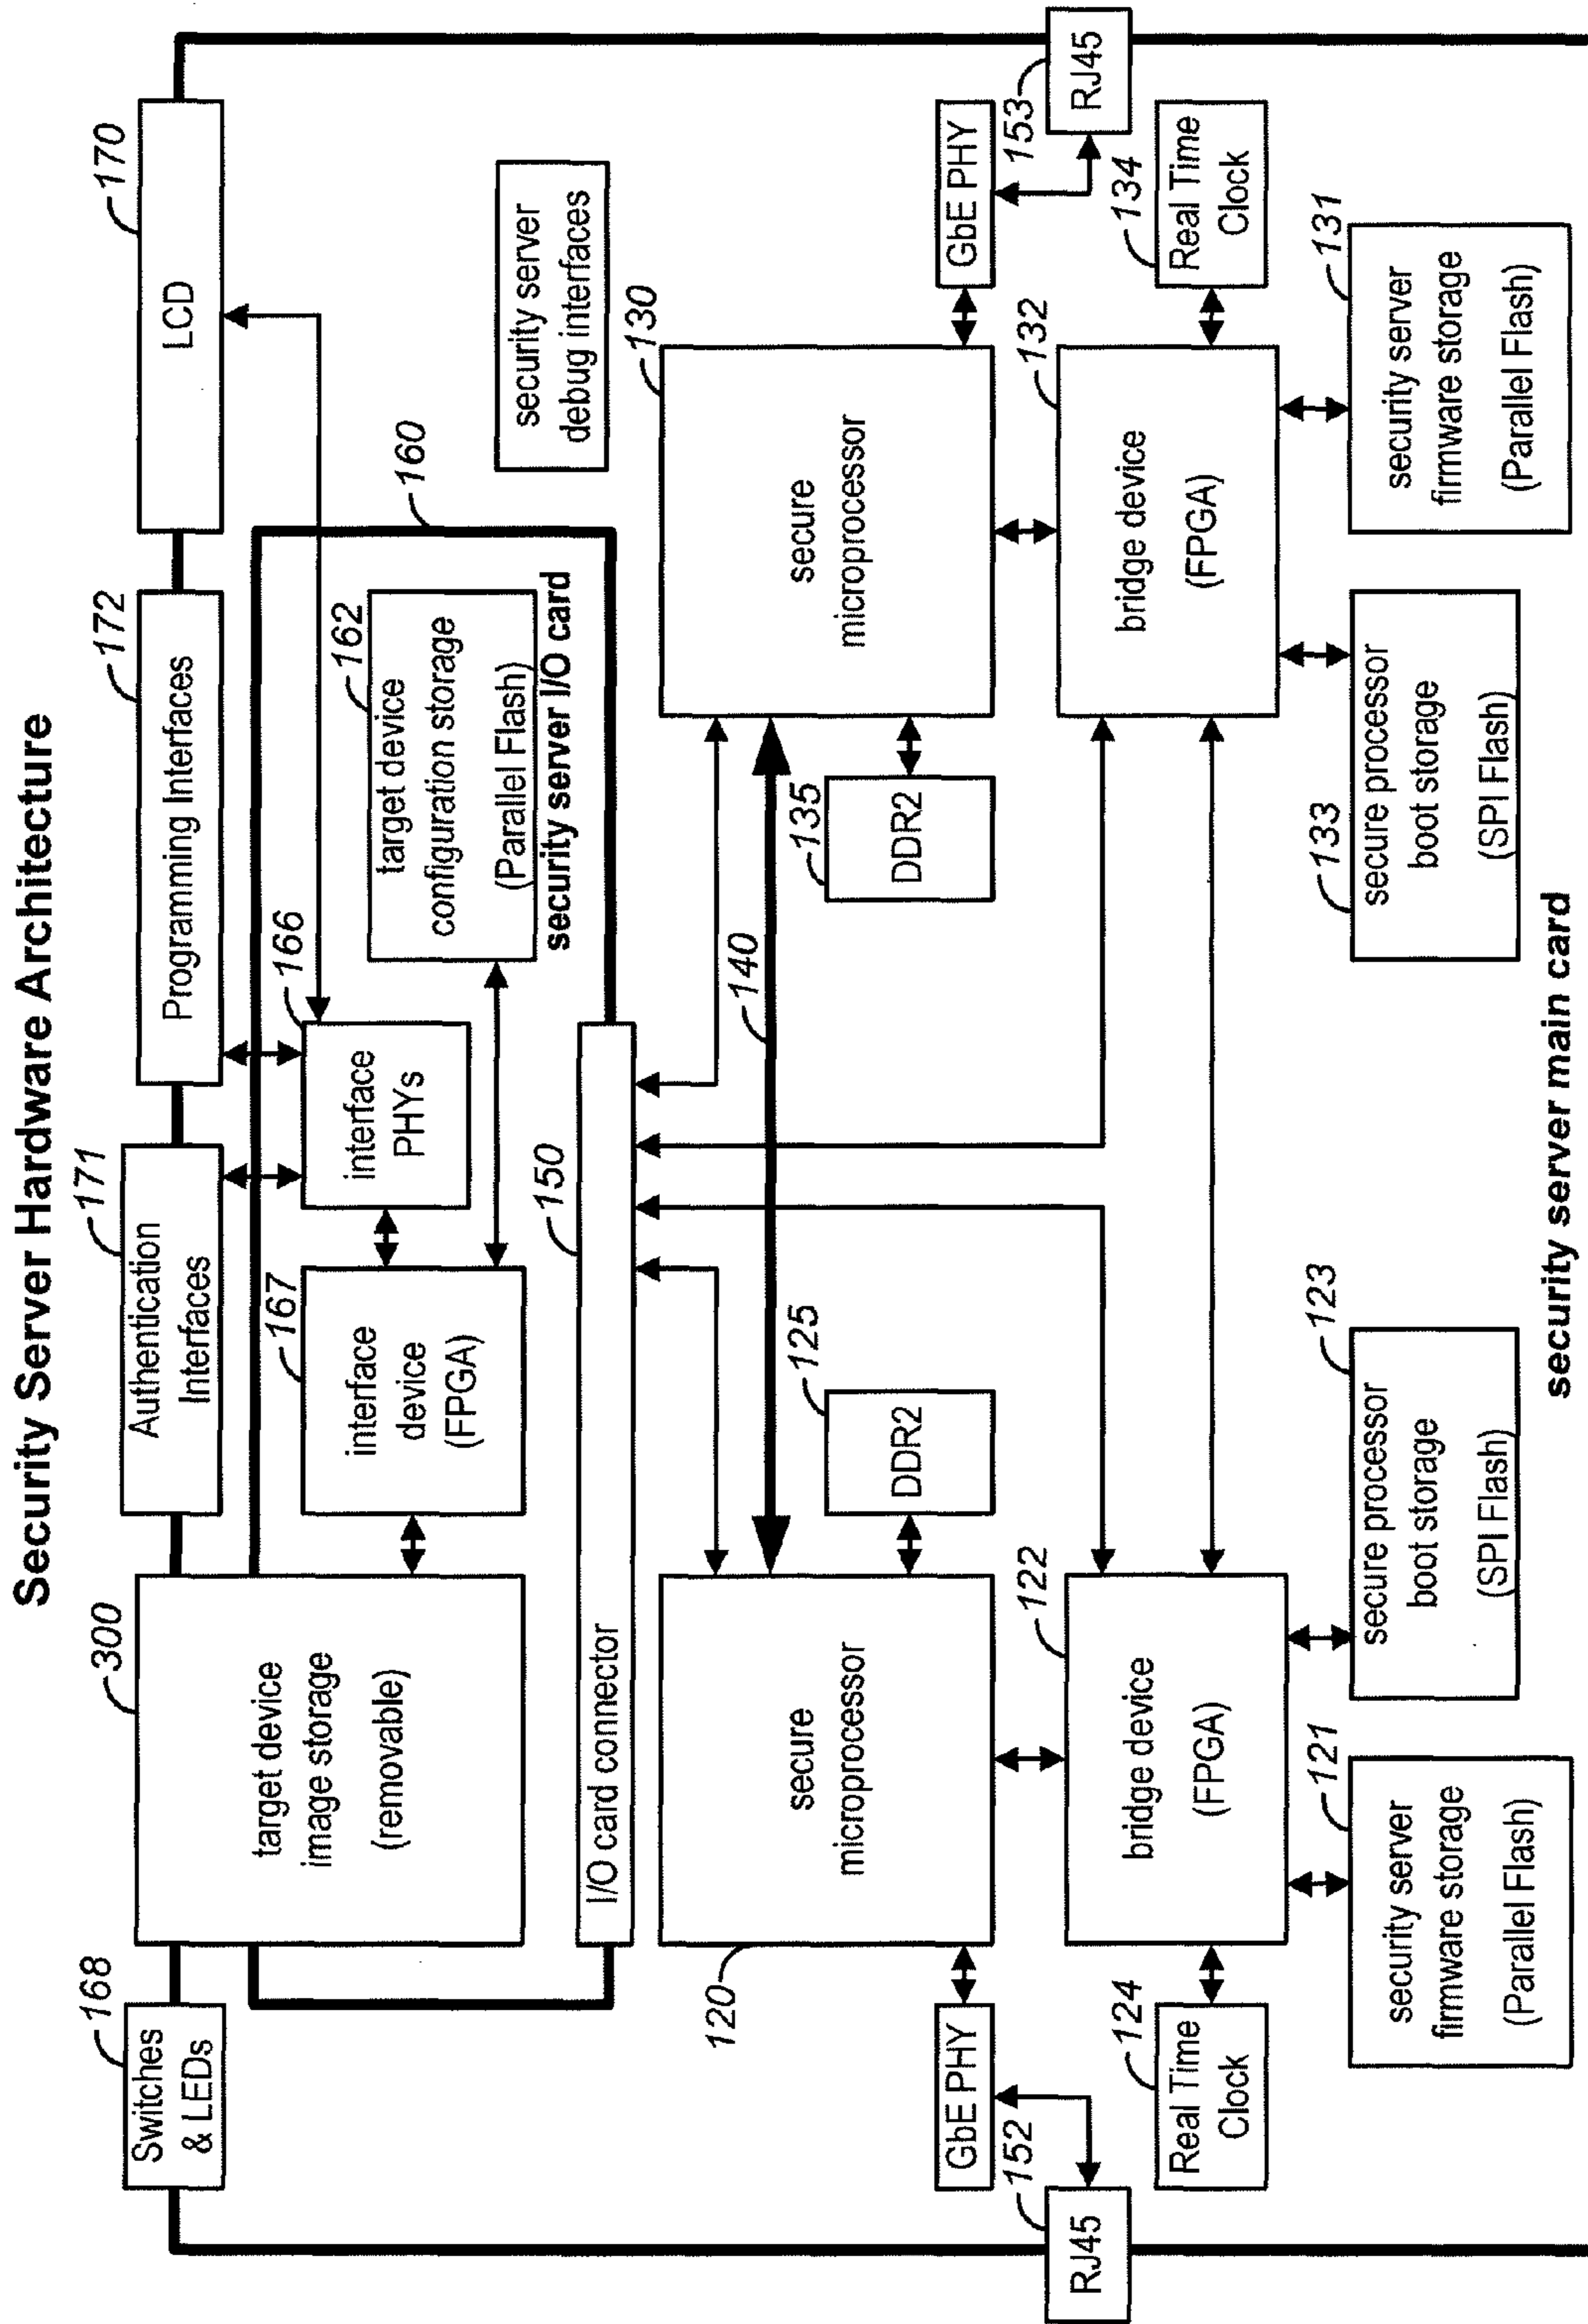 Security Server Hardware Architecture
168
Switches
& LEDs
300
target device
image storage
(removable)
171
Authentication
Interfaces
172
Programming Interfaces
170
LCD
167
interface
device
(FPGA)
166
interface
PHYs
162
target device
configuration storage
(Parallel Flash)
security server I/O card
160
security server
debug interfaces
150
I/O card connector
120
secure
microprocessor
125
DDR2
140
135
DDR2
130
secure
microprocessor
GbE PHY
152
RJ45
GbE PHY
153
RJ45
124
Real Time
Clock
122
bridge device
(FPGA)
132
bridge device
(FPGA)
134
Real Time
Clock
121
security server
firmware storage
(Parallel Flash)
123
secure processor
boot storage
(SPI Flash)
133
secure processor
boot storage
(SPI Flash)
131
security server
firmware storage
(Parallel Flash)
security server main card